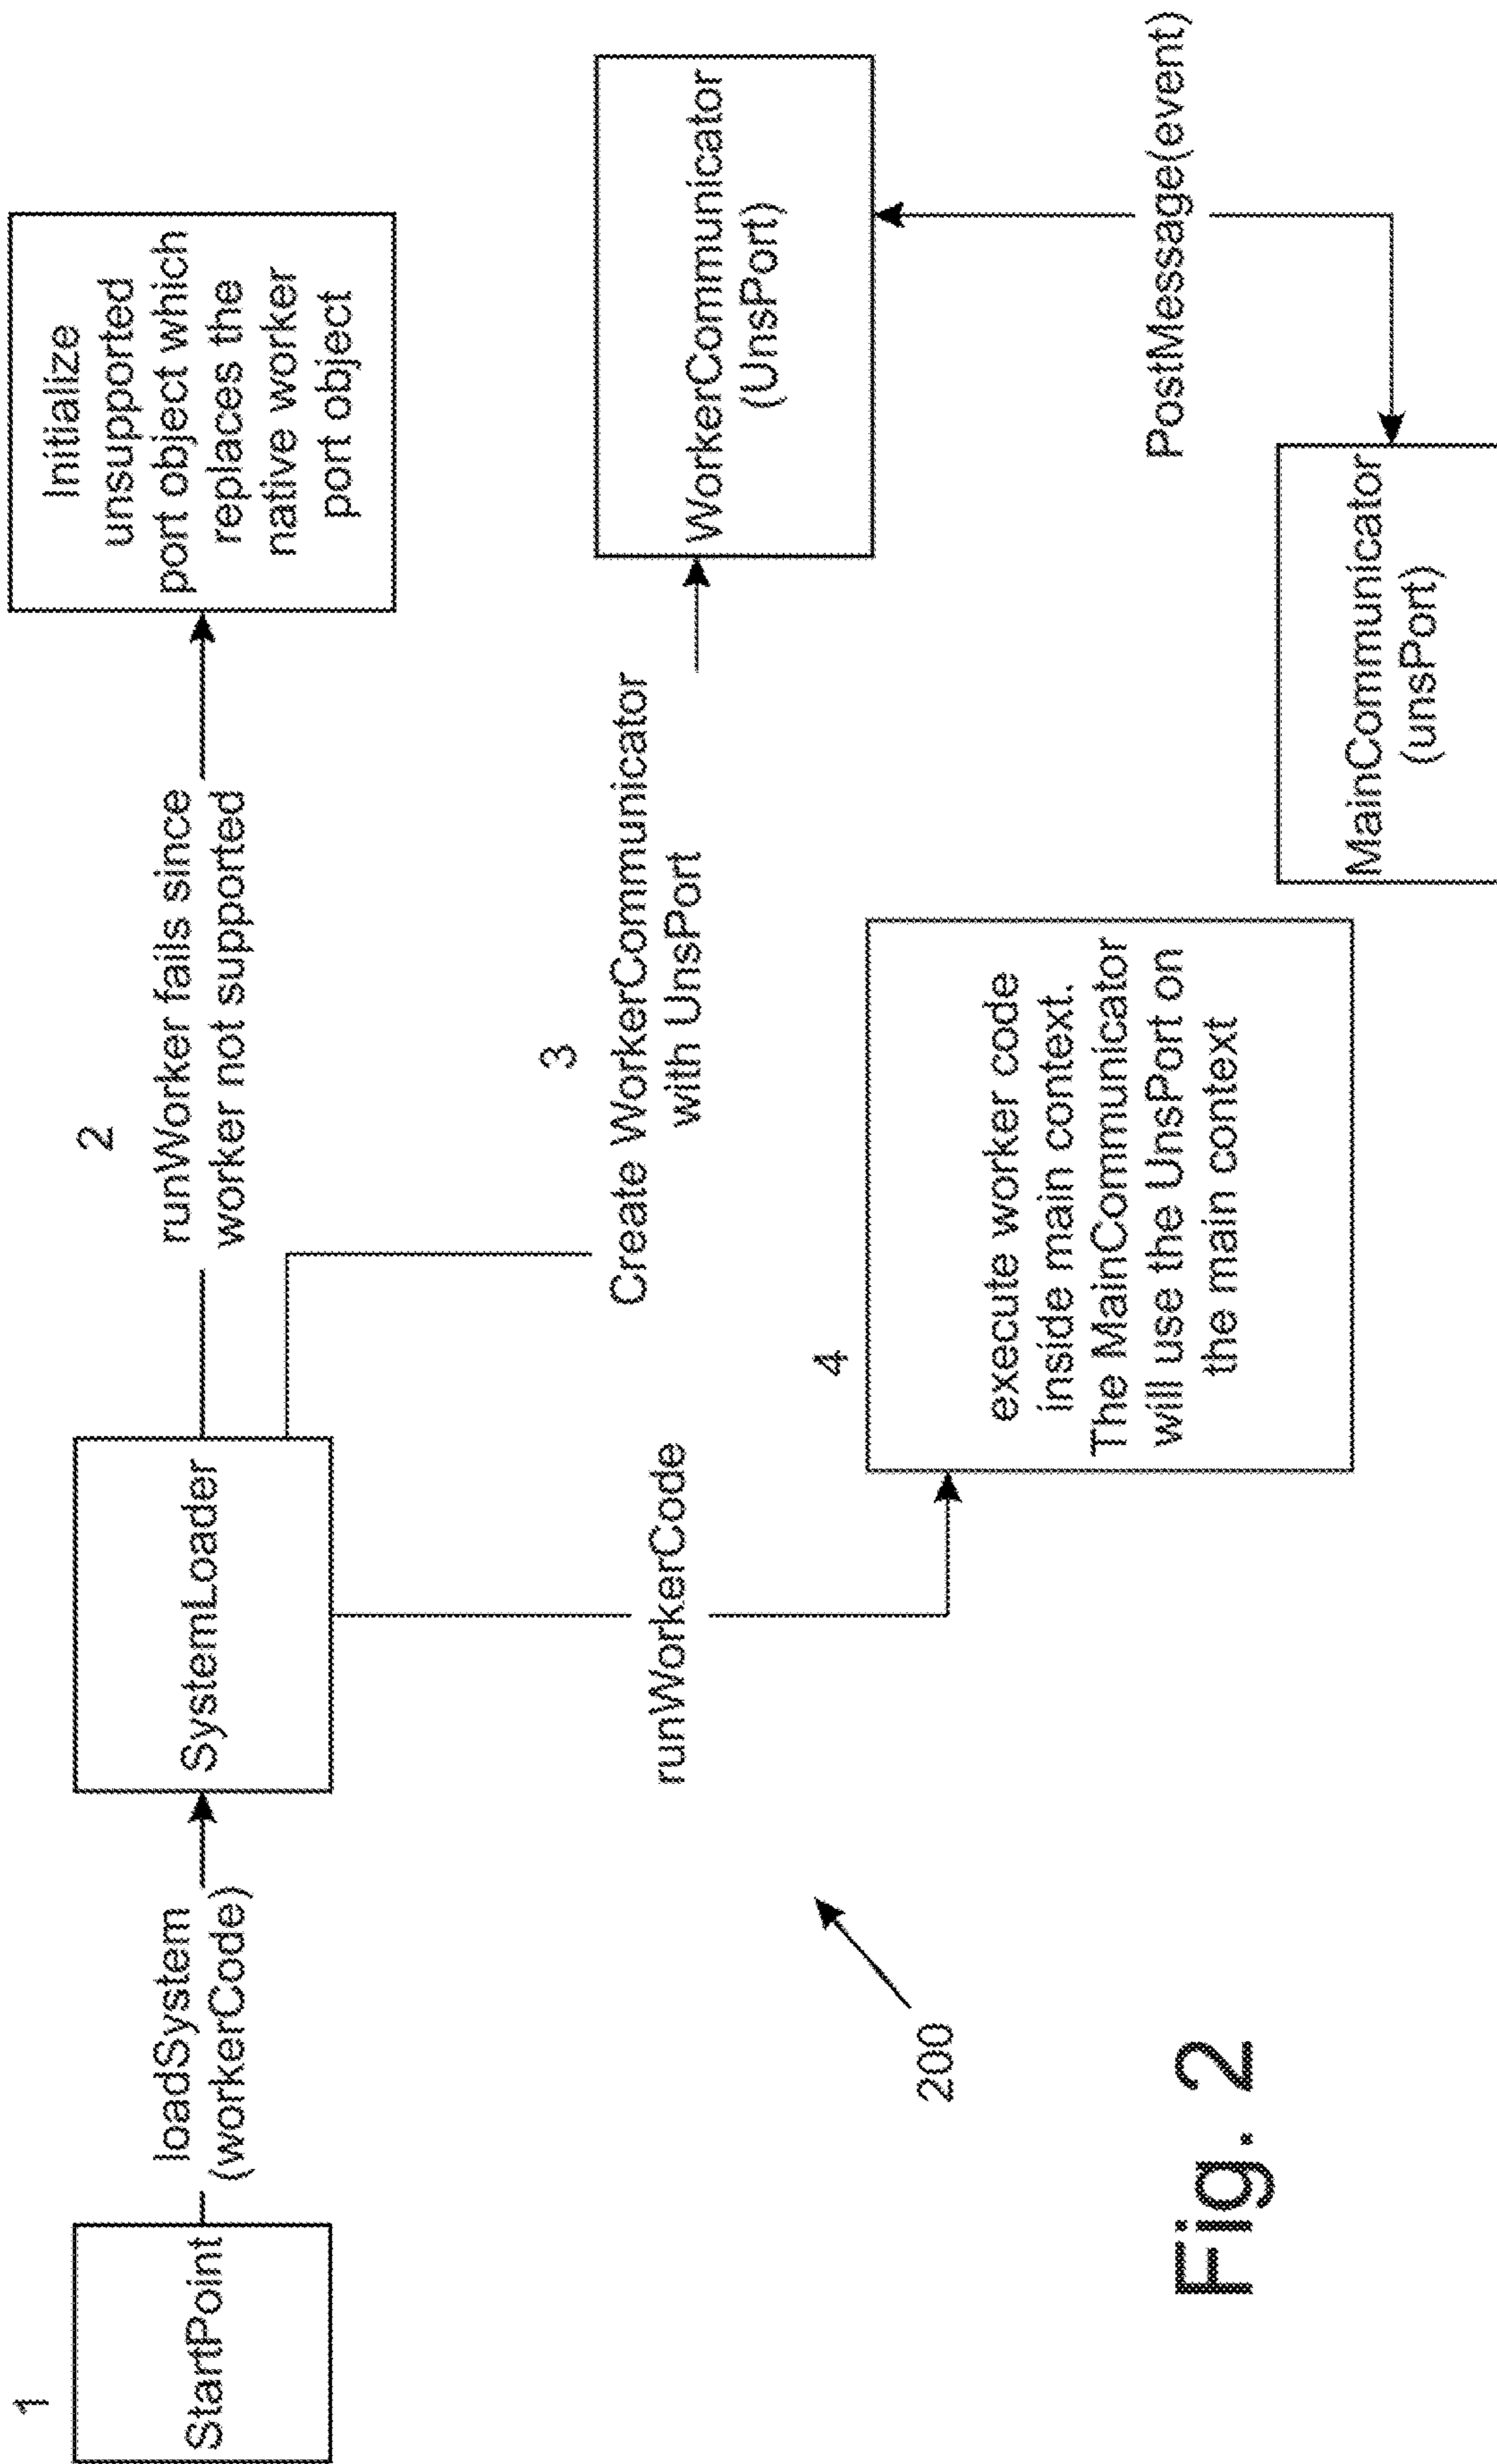 1
StartPoint
loadSystem
(workerCode)
SystemLoader
2
runWorker fails since
worker not supported
Initialize
unsupported
port object which
replaces the
native worker
port object
3
Create WorkerCommunicator
with UnsPort
WorkerCommunicator
(UnsPort)
runWorkerCode
4
execute worker code
inside main context.
The MainCommunicator
will use the UnsPort on
the main context
PostMessage(event)
MainCommunicator
(unsPort)
200
Fig. 2